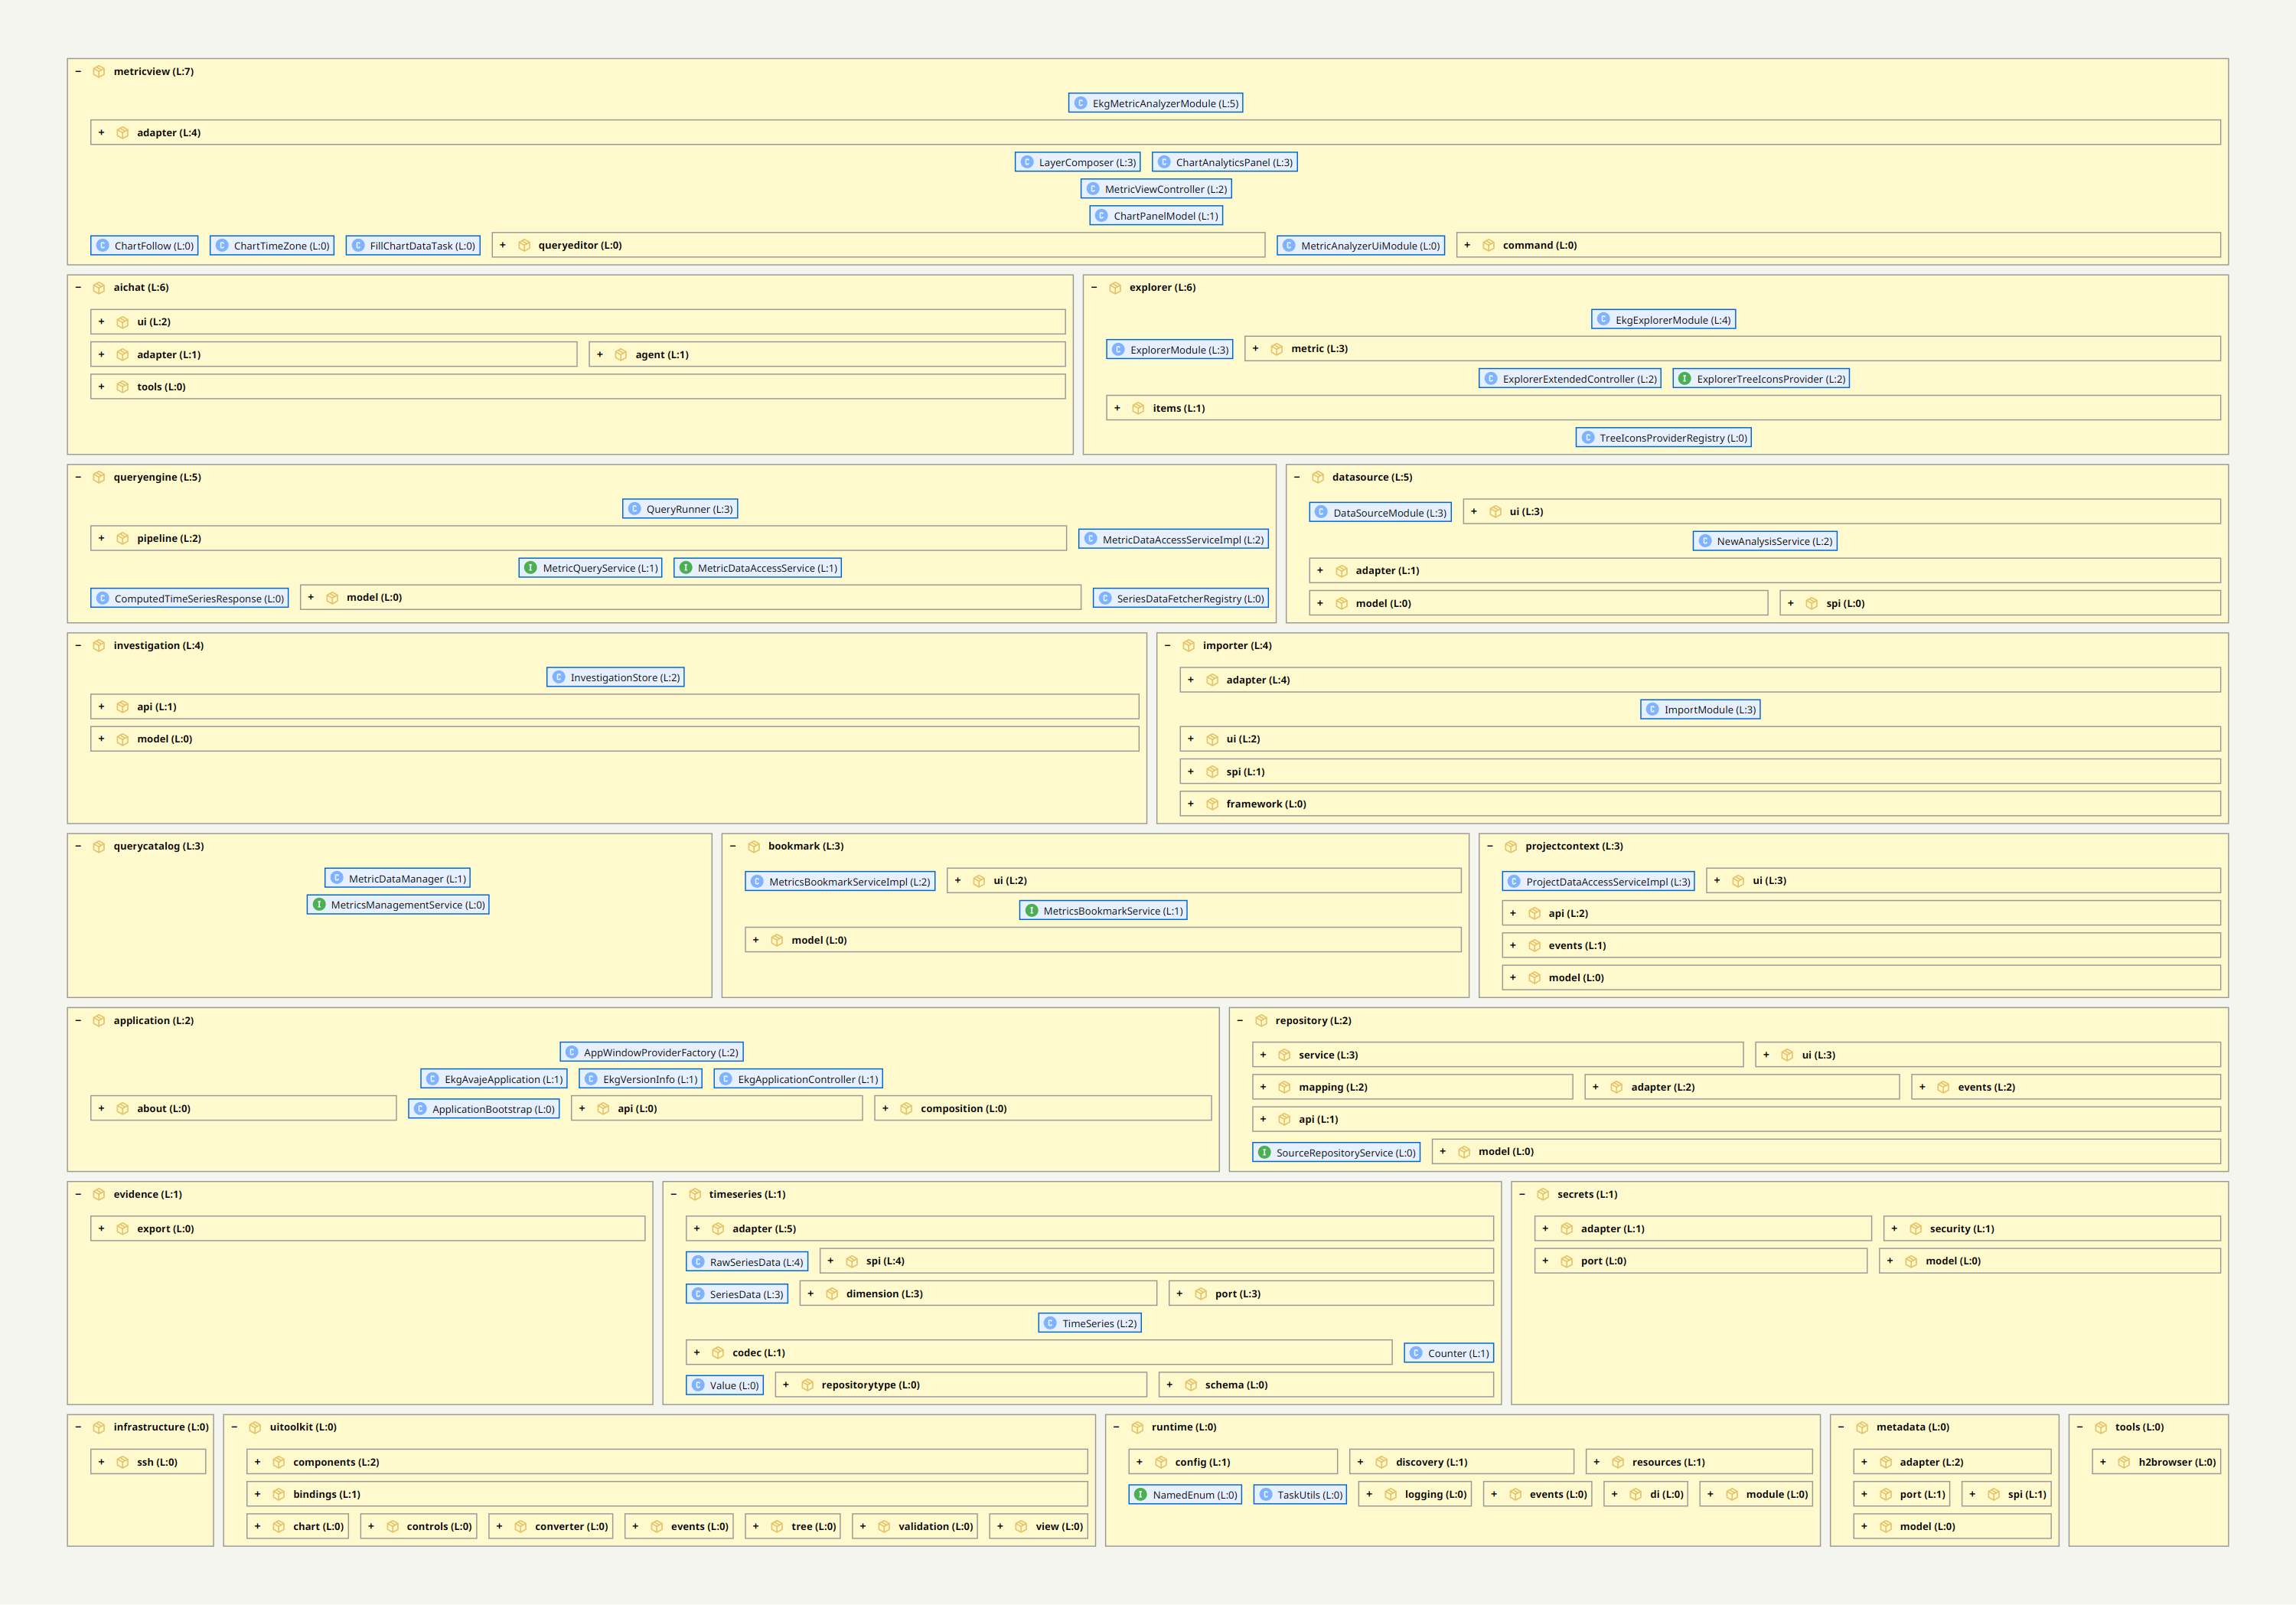 − metricview (L:7)
C EkgMetricAnalyzerModule (L:5)
+ adapter (L:4)
C LayerComposer (L:3) C ChartAnalyticsPanel (L:3)
C MetricViewController (L:2)
C ChartPanelModel (L:1)
C ChartFollow (L:0) C ChartTimeZone (L:0) C FillChartDataTask (L:0) + queryeditor (L:0) C MetricAnalyzerUiModule (L:0) + command (L:0)
− aichat (L:6)
+ ui (L:2)
+ adapter (L:1) + agent (L:1)
+ tools (L:0)
− explorer (L:6)
C EkgExplorerModule (L:4)
C ExplorerModule (L:3) + metric (L:3)
C ExplorerExtendedController (L:2) I ExplorerTreeIconsProvider (L:2)
+ items (L:1)
C TreeIconsProviderRegistry (L:0)
− queryengine (L:5)
C QueryRunner (L:3)
+ pipeline (L:2) C MetricDataAccessServiceImpl (L:2)
I MetricQueryService (L:1) I MetricDataAccessService (L:1)
C ComputedTimeSeriesResponse (L:0) + model (L:0) C SeriesDataFetcherRegistry (L:0)
− datasource (L:5)
C DataSourceModule (L:3) + ui (L:3)
C NewAnalysisService (L:2)
+ adapter (L:1)
+ model (L:0) + spi (L:0)
− investigation (L:4)
C InvestigationStore (L:2)
+ api (L:1)
+ model (L:0)
− importer (L:4)
+ adapter (L:4)
C ImportModule (L:3)
+ ui (L:2)
+ spi (L:1)
+ framework (L:0)
− querycatalog (L:3)
C MetricDataManager (L:1)
I MetricsManagementService (L:0)
− bookmark (L:3)
C MetricsBookmarkServiceImpl (L:2) + ui (L:2)
I MetricsBookmarkService (L:1)
+ model (L:0)
− projectcontext (L:3)
C ProjectDataAccessServiceImpl (L:3) + ui (L:3)
+ api (L:2)
+ events (L:1)
+ model (L:0)
− application (L:2)
C AppWindowProviderFactory (L:2)
C EkgAvajeApplication (L:1) C EkgVersionInfo (L:1) C EkgApplicationController (L:1)
+ about (L:0) C ApplicationBootstrap (L:0) + api (L:0) + composition (L:0)
− repository (L:2)
+ service (L:3) + ui (L:3)
+ mapping (L:2) + adapter (L:2) + events (L:2)
+ api (L:1)
I SourceRepositoryService (L:0) + model (L:0)
− evidence (L:1)
+ export (L:0)
− timeseries (L:1)
+ adapter (L:5)
C RawSeriesData (L:4) + spi (L:4)
C SeriesData (L:3) + dimension (L:3) + port (L:3)
C TimeSeries (L:2)
+ codec (L:1) C Counter (L:1)
C Value (L:0) + repositorytype (L:0) + schema (L:0)
− secrets (L:1)
+ adapter (L:1) + security (L:1)
+ port (L:0) + model (L:0)
− infrastructure (L:0)
+ ssh (L:0)
− uitoolkit (L:0)
+ components (L:2)
+ bindings (L:1)
+ chart (L:0) + controls (L:0) + converter (L:0) + events (L:0) + tree (L:0) + validation (L:0) + view (L:0)
− runtime (L:0)
+ config (L:1) + discovery (L:1) + resources (L:1)
I NamedEnum (L:0) C TaskUtils (L:0) + logging (L:0) + events (L:0) + di (L:0) + module (L:0)
− metadata (L:0)
+ adapter (L:2)
+ port (L:1) + spi (L:1)
+ model (L:0)
− tools (L:0)
+ h2browser (L:0)